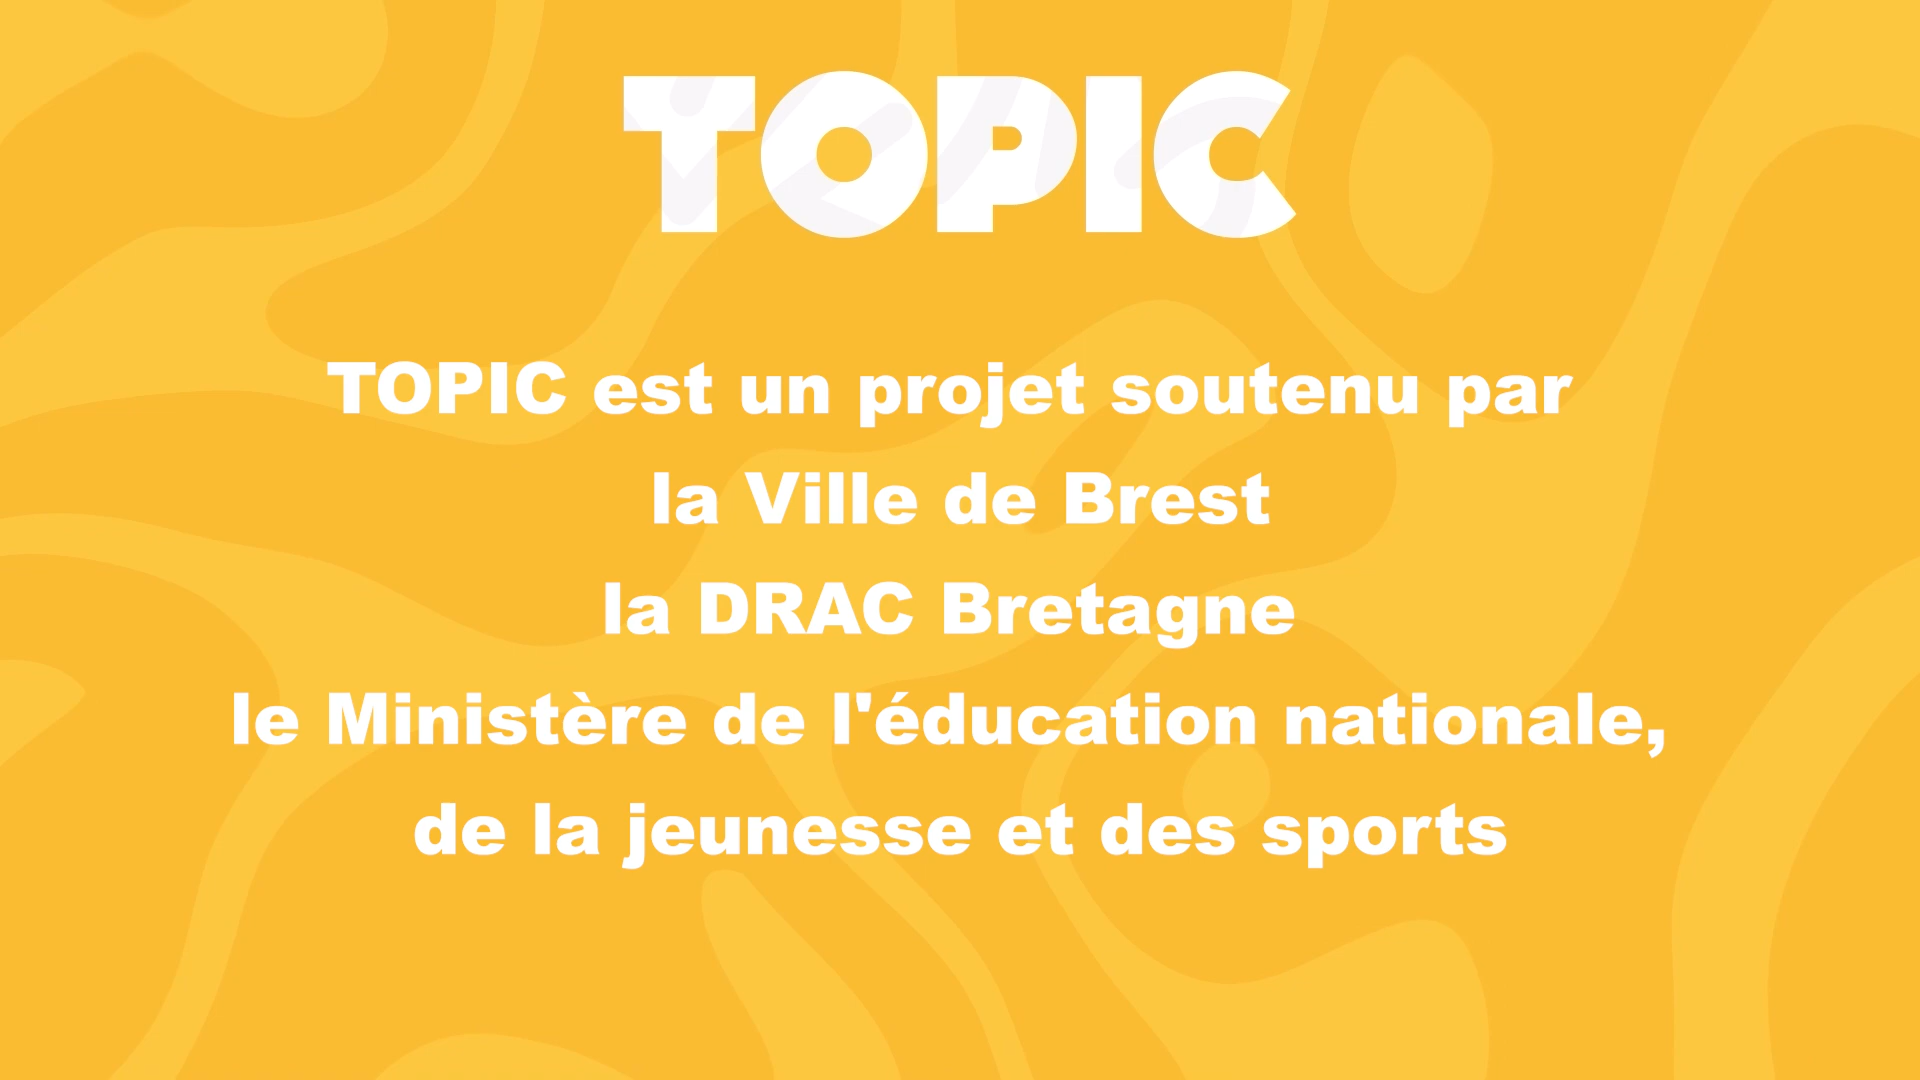 TOPIC
TOPIC est un projet soutenu par
la Ville de Brest
la DRAC Bretagne
le Ministère de l'éducation nationale,
de la jeunesse et des sports